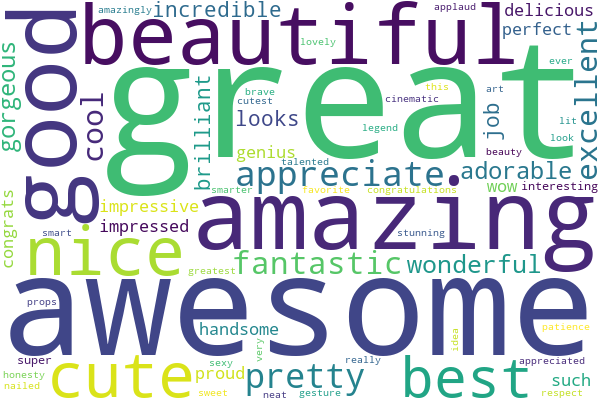 amazingly
incredible
applaud
delicious
beautiful
lovely
perfect
ever
good
gorgeous
cool
great
excellent
brilliant
brave
cutest
looks
cinematic
this
art
job
lit
legend
look
genius
talented
beauty
appreciate
adorable
smarter
favorite
congratulations
wow
interesting
congrats
impressive
impressed
amazing
smart
stunning
nice
fantastic
wonderful
greatest
awesome
props
handsome
patience
idea
very
super
sexy
really
appreciated
honesty
nailed
cute
proud
pretty
best
such
sweet
neat
gesture
respect